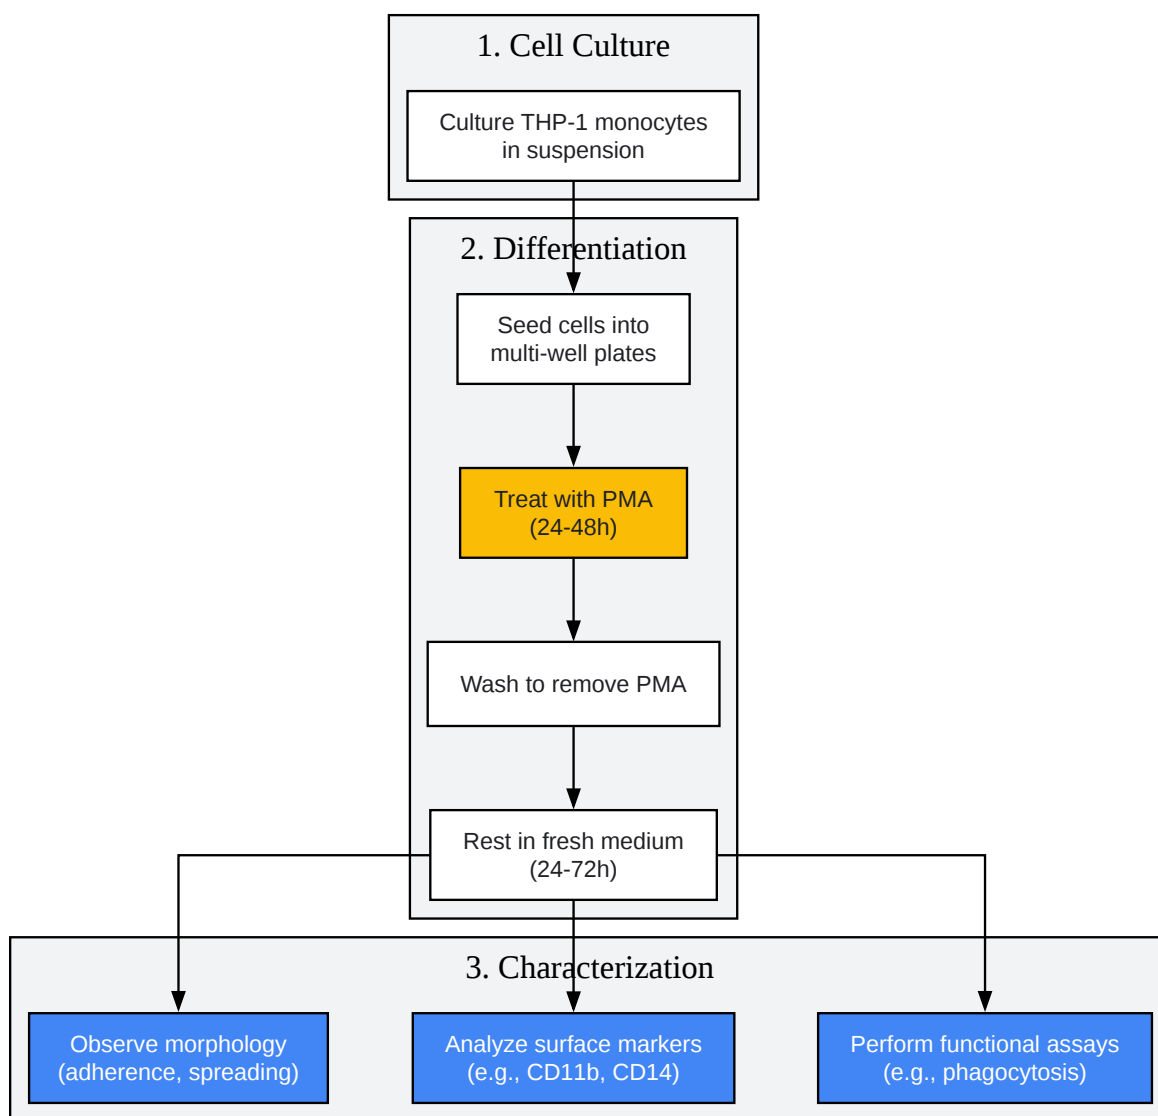 1. Cell Culture
Culture THP-1 monocytes
in suspension
2. Differentiation
Seed cells into
multi-well plates
Treat with PMA
(24-48h)
Wash to remove PMA
Rest in fresh medium
(24-72h)
3. Characterization
Observe morphology
(adherence, spreading)
Analyze surface markers
(e.g., CD11b, CD14)
Perform functional assays
(e.g., phagocytosis)